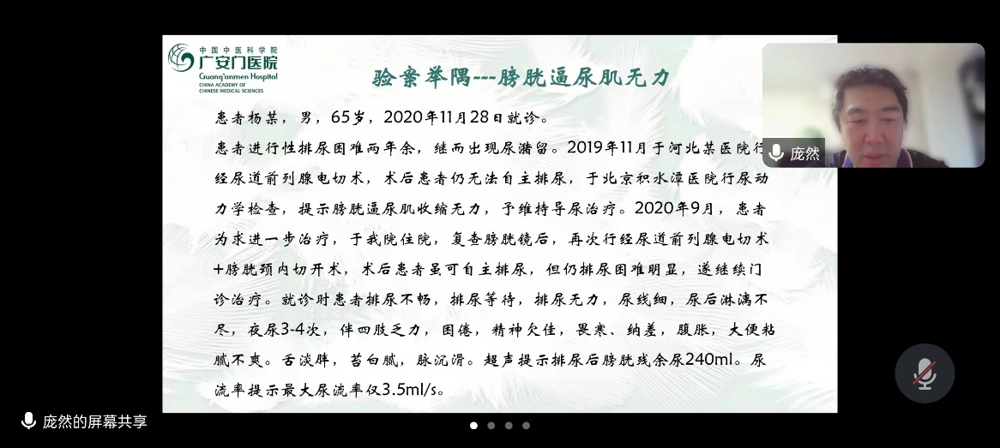 中国中医科学院
广安门医院
Guang'anmen Hospital
CHINA ACADEMY OF
CHINESE MEDICAL SCIENCES
验案举隅---膀胱逼尿肌无力
患者杨某，男，65岁，2020年11月28日就诊。
患者进行性排尿困难两年余，继而出现尿潴留。2019年11月于河北某医院行
经尿道前列腺电切术，术后患者仍无法自主排尿，于北京积水潭医院行尿动
力学检查，提示膀胱逼尿肌收缩无力，予维持导尿治疗。2020年9月，患者
为求进一步治疗，于我院住院，复查膀胱镜后，再次行经尿道前列腺电切术
+膀胱颈内切开术，术后患者虽可自主排尿，但仍排尿困难明显，遂继续门
诊治疗。就诊时患者排尿不畅，排尿等待，排尿无力，尿线细，尿后淋漓不
尽，夜尿3-4次，伴四肢乏力，困倦，精神欠佳，畏寒、纳差，腹胀，大便粘
腻不爽。舌淡胖，苔白腻，脉沉滑。超声提示排尿后膀胱残余尿240ml。尿
流率提示最大尿流率仅3.5ml/s。
庞然
庞然的屏幕共享